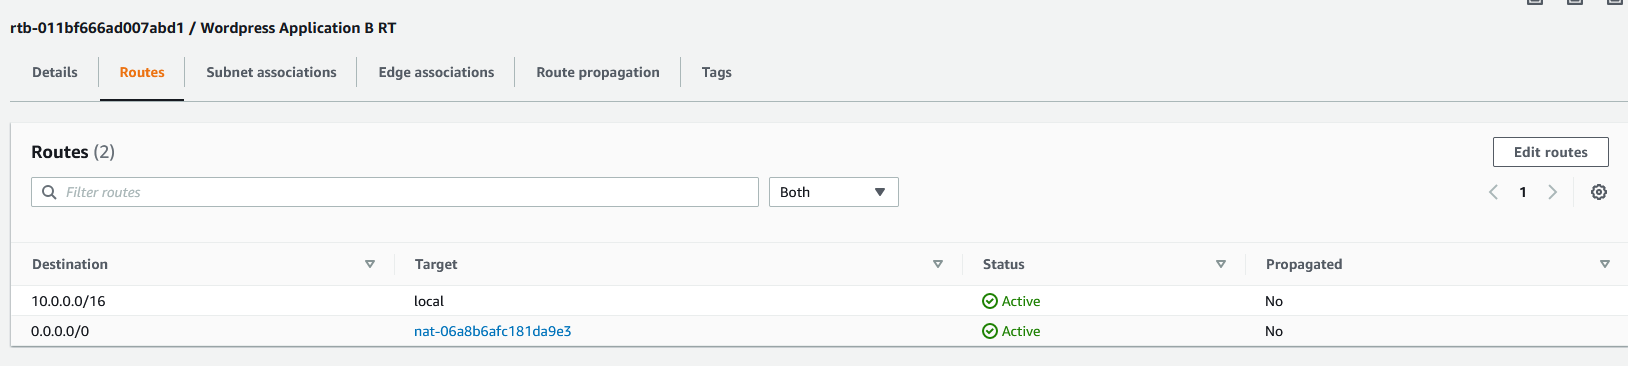 rtb-011bf666ad007abd1 / Wordpress Application B RT
Details Routes Subnet associations Edge associations Route propagation Tags
Routes (2) Edit routes
Filter routes Both 1
Destination Target Status Propagated
10.0.0.0/16 local Active No
0.0.0.0/0 nat-06a8b6afc181da9e3 Active No